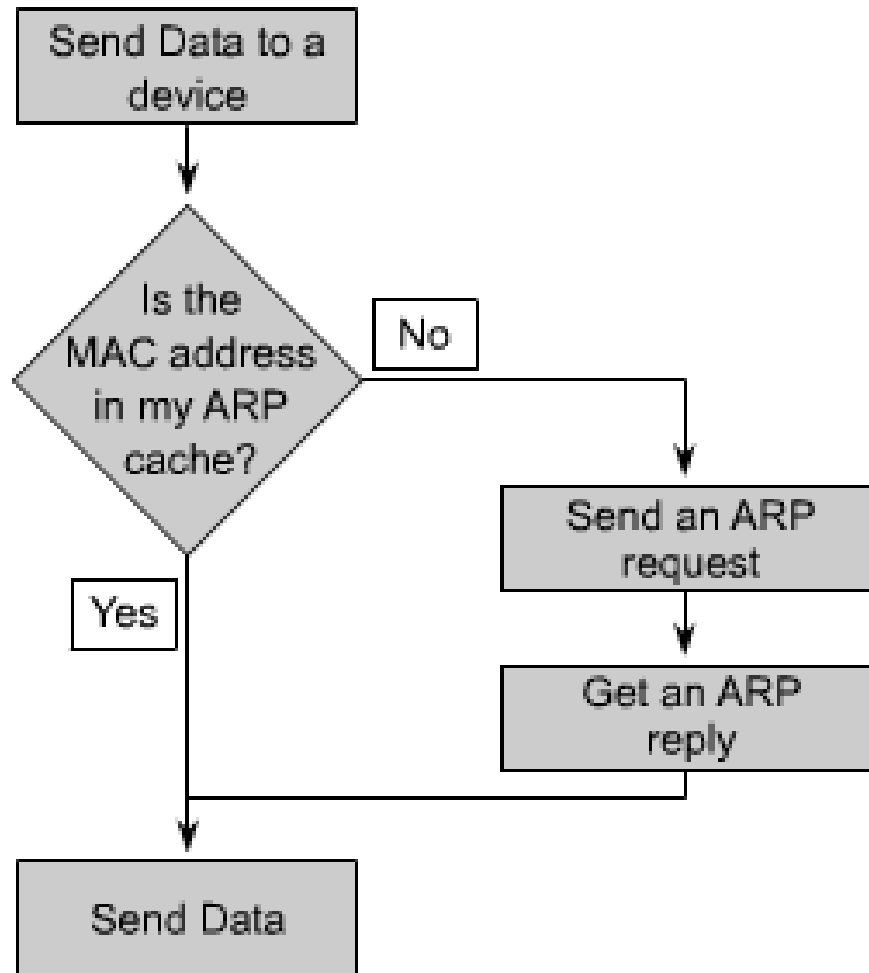 Send Data to a
device
Is the
MAC address
in my ARP
cache?
No
Send an ARP
request
Yes
Get an ARP
reply
Send Data